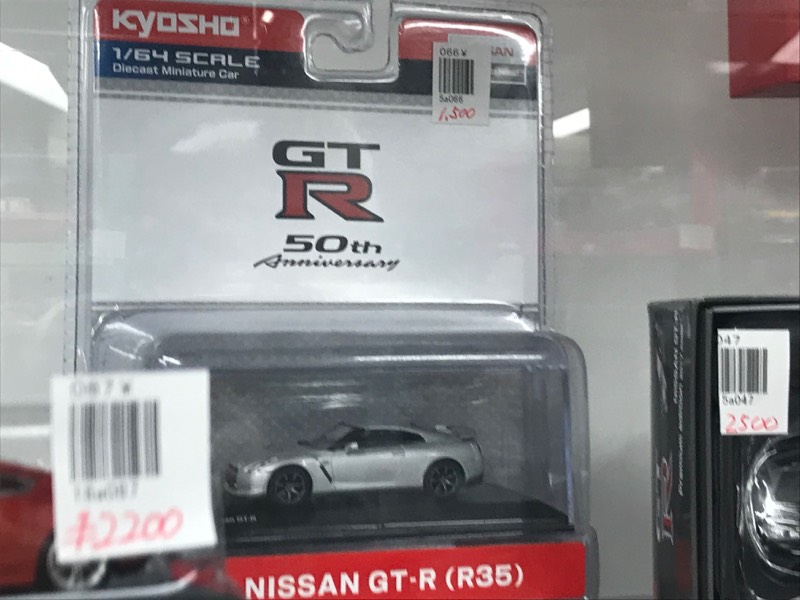 KYOSHO
1/64 SCALE
Diecast Miniature Car
066¥
5a066
1,500
GT
R
50th
Anniversary
067¥
¥2200
NISSAN GT-R (R35)
047
5a047
2500